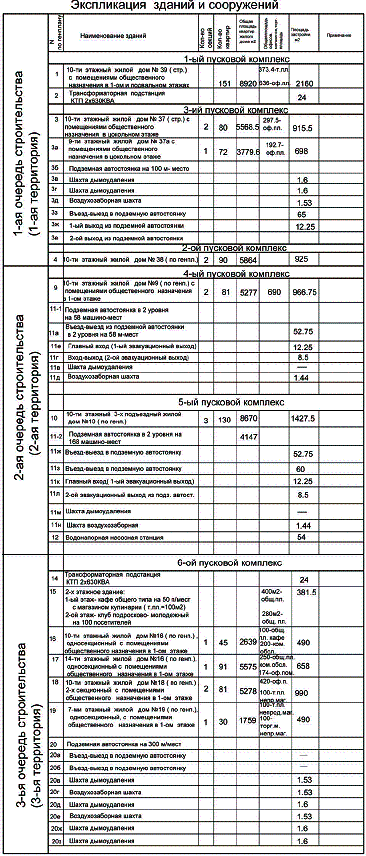 Экспликация зданий и сооружений
N по генплану
Наименование зданий
Кол-во секций
Кол-во квартир
Общая площадь квартир жилого дома м2
Площадь застройки м2
Примечание
1-ая очередь строительства
(1-ая территория)
1-ый пусковой комплекс
1 10-ти этажный жилой дом № 39 ( стр.)
с помещениями общественного
назначения в 1-ом и подвальном этажах 151 8920 373.4-т.пл. 536-оф.пл. 2160
2 Трансформаторная подстанция
КТП 2х630КВА 24
3-ий пусковой комплекс
3 10-ти этажный жилой дом № 37 ( стр.) с
помещениями общественного
назначения в цокольном этаже 2 80 5568.5 297.5-оф.пл. 915.5
3а 9-ти этажный жилой дом № 37а с
помещениями общественного
назначения в цокольном этаже 1 72 3779.6 192.7-оф.пл. 698
3б Подземная автостоянка на 100 м- место
3в Шахта дымоудаления 1.6
3г Шахта дымоудаления 1.6
3д Воздухозаборная шахта 1.53
3з Въезд-выезд в подземную автостоянку 65
3ж 1-ый выход из подземной автостоянки 12.25
3е 2-ой выход из подземной автостоянки
2-ой пусковой комплекс
4 10-ти этажный жилой дом № 38 ( по генпл.) 2 90 5864 925
2-ая очередь строительства
(2-ая территория)
4-ый пусковой комплекс
9 10-ти этажный жилой дом №9 ( по генпл.) с
помещениями общественного назначения
в 1-ом этаже 2 81 5277 690 966.75
11-1 Подземная автостоянка в 2 уровня
на 58 машино-мест
11а Въезд-выезд из подземной автостоянки
в 2 уровня на 58 м-мест 52.75
11е Главный вход (1-ый эвакуационный выход) 12.25
11г Вход-выход (2-ой эвакуационный выход) 8.5
11в Шахта дымоудаления —
11д Воздухозаборная шахта 1.44
5-ый пусковой комплекс
10 10-ти этажный 3-х подъездный жилой
дом №10 ( по генпл.) 3 130 8670 1427.5
11-2 Подземная автостоянка в 2 уровня на
168 машино-мест 4147
11ж Въезд-выезд в подземную автостоянку 52.75
11з Въезд-выезд в подземную автостоянку 60
11к Главный вход( 1-ый эвакуационный выход) 12.25
11л 2-ой эвакуационный выход из подз. автост. 8.5
11м Шахта дымоудаления —
11н Шахта воздухозаборная 1.44
12 Водонапорная насосная станция 54
3-ья очередь строительства
(3-ья территория)
6-ой пусковой комплекс
14 Трансформаторная подстанция
КТП 2х630КВА 24
15 2-х этажное здание:
1-ый этаж- кафе общего типа на 50 п/мест
с магазином кулинарии ( т.пл.=100м2)
2-ой этаж-клуб подросково- молодежный
на 100 посетителей 400м2-общ.пл. 280м2-общ. пл. 381.5
16 10-ти этажный жилой дом №16 ( по генп.) -
односекционный с помещениями
общественного назначения в 1-ом этаже 1 45 2639 100-общ. пл. кафе 200-ком. обсл. 490
17 14-ти этажный жилой дом №16 ( по генп.) -
односекционный с помещениями
общественного назначения в 1-ом этаже 1 91 5575 250-общ.пл. ком.обсл. 174-оф.пом. 658
18 10-ти этажный жилой дом №18 ( по генп.) -
2-х секционный с помещениями
общественного назначения в 1-ом этаже 2 81 5278 420-оф.п. 100-т.пл. непр.маг. 990
19 7-ми этажный жилой дом №19 ( по генп.) -
односекционный, с помещениями
общественного назначения в 1-ом этаже 1 30 1759 100-т.пл. непрод.маг. 100-торг.м. непр.маг. 490
20 Подземная автостоянка на 300 м/мест
20а Въезд-выезд в подземную автостоянку
20б Въезд-выезд в подземную автостоянку
20в Шахта дымоудаления 1.53
20г Воздухозаборная шахта 1.53
20д Шахта дымоудаления 1.6
20е Воздухозаборная шахта 1.53
20ж Шахта дымоудаления 1.6
20з Шахта дымоудаления 1.6